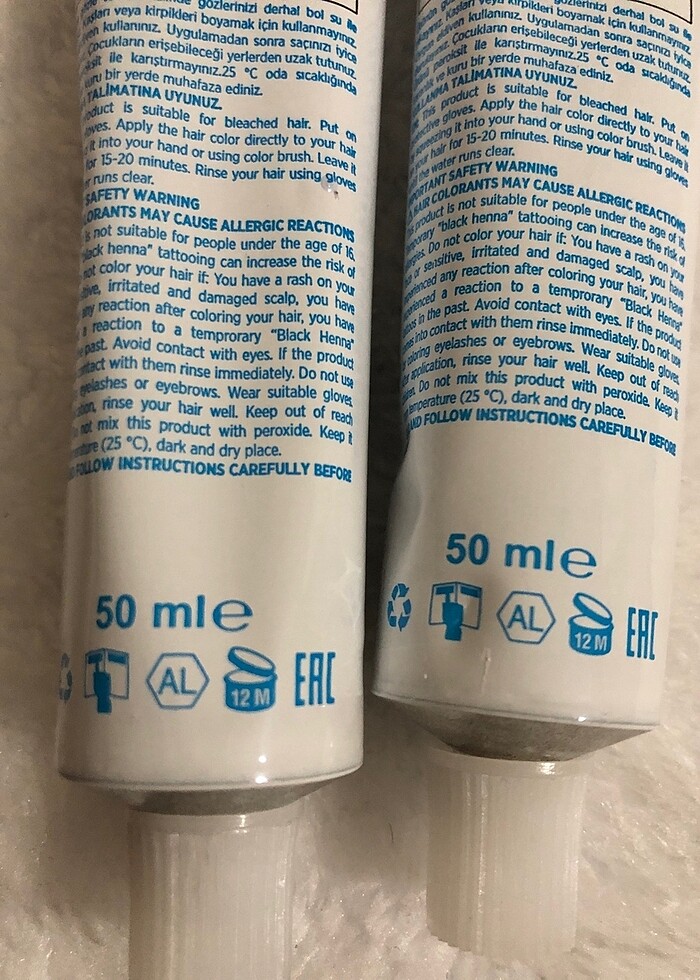 gözlerinizi derhal bol su ile
Kaşları veya kirpikleri boyamak için kullanmayınız.
eldiven kullanınız. Uygulamadan sonra saçınızı iyice
Çocukların erişebileceği yerlerden uzak tutunuz.
ile karıştırmayınız.25 °C oda sıcaklığında
kuru bir yerde muhafaza ediniz.
TALİMATINA UYUNUZ.
is suitable for bleached hair. Put on
Apply the hair color directly to your hair
it into your hand or using color brush. Leave it
for 15-20 minutes. Rinse your hair using gloves
runs clear.
SAFETY WARNING
MAY CAUSE ALLERGIC REACTIONS
is not suitable for people under the age of 16.
"black henna" tattooing can increase the risk of
not color your hair if: You have a rash on your
irritated and damaged scalp, you have
any reaction after coloring your hair, you have
a reaction to a temprorary "Black Henna"
past. Avoid contact with eyes. If the product
contact with them rinse immediately. Do not use
eyelashes or eyebrows. Wear suitable gloves
rinse your hair well. Keep out of reach
not mix this product with peroxide. Keep it
(25 °C), dark and dry place.
FOLLOW INSTRUCTIONS CAREFULLY BEFORE
50 ml e
AL
12 M
EAC
gözlerinizi derhal bol su ile
Kaşları veya kirpikleri boyamak için kullanmayınız.
eldiven kullanınız. Uygulamadan sonra saçınızı iyice
Çocukların erişebileceği yerlerden uzak tutunuz.
peroksit ile karıştırmayınız.25 °C oda sıcaklığında
kuru bir yerde muhafaza ediniz.
TALİMATINA UYUNUZ.
This product is suitable for bleached hair. Put on
gloves. Apply the hair color directly to your hair
squeezing it into your hand or using color brush. Leave it
your hair for 15-20 minutes. Rinse your hair using gloves
the water runs clear.
SAFETY WARNING
HAIR COLORANTS MAY CAUSE ALLERGIC REACTIONS
product is not suitable for people under the age of 16.
"black henna" tattooing can increase the risk of
Do not color your hair if: You have a rash on your
or sensitive, irritated and damaged scalp, you have
any reaction after coloring your hair, you have
a reaction to a temprorary "Black Henna"
in the past. Avoid contact with eyes. If the product
into contact with them rinse immediately. Do not use
coloring eyelashes or eyebrows. Wear suitable gloves
application, rinse your hair well. Keep out of reach
Do not mix this product with peroxide. Keep it
temperature (25 °C), dark and dry place.
AND FOLLOW INSTRUCTIONS CAREFULLY BEFORE
50 ml e
AL
12 M
EAC